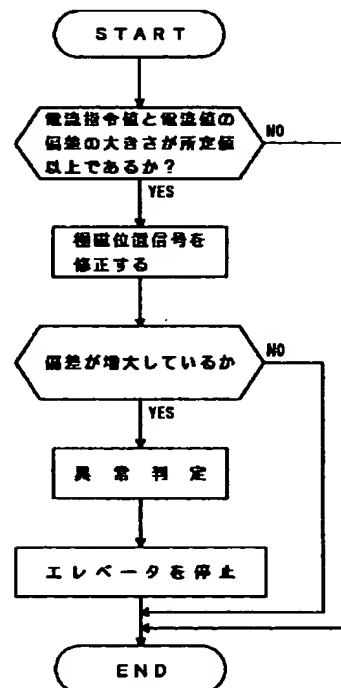 START
電流指令値と電流値の
偏差の大きさが所定値
以上であるか？
NO
YES
極磁位置信号を
修正する
偏差が増大しているか
NO
YES
異常判定
エレベータを停止
END